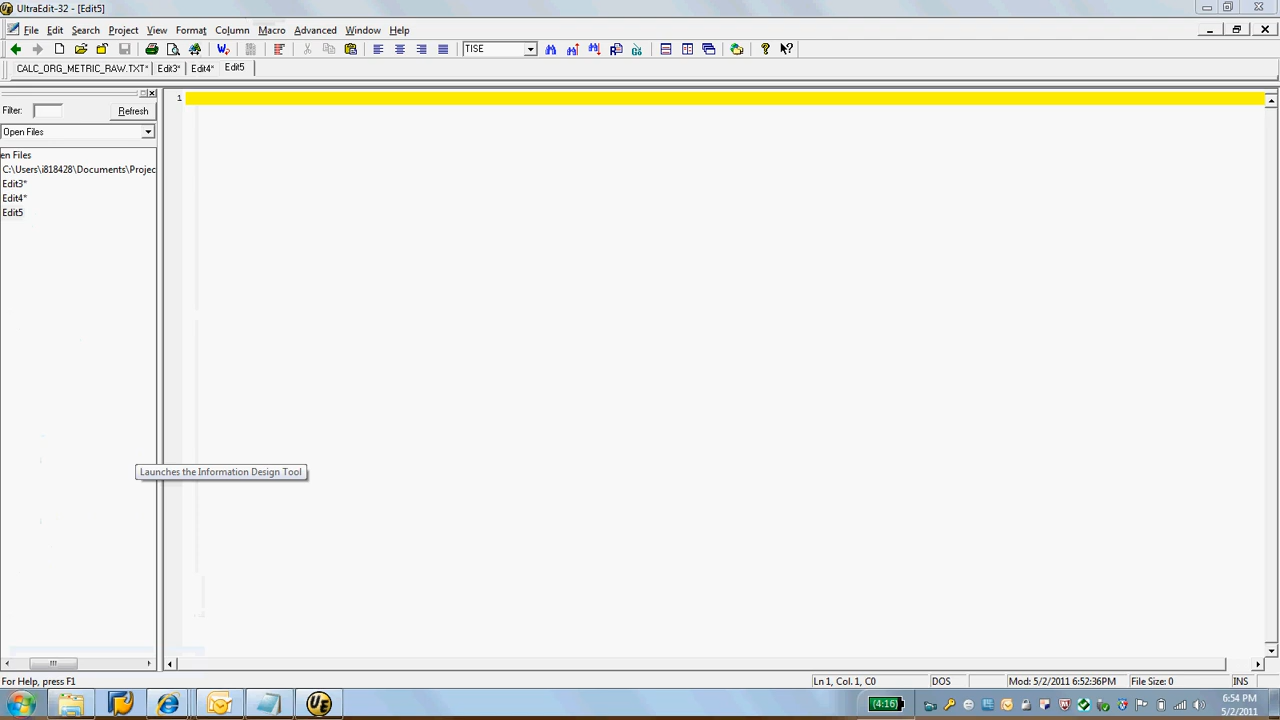 UltraEdit-32 - [Edit5]
File Edit Search Project View Format Column Macro Advanced Window Help
TISE
CALC_ORG_METRIC_RAW.TXT* Edit3* Edit4* Edit5
Filter: Refresh
Open Files
en Files
C:\Users\i818428\Documents\Projec
Edit3*
Edit4*
Edit5
1
Launches the Information Design Tool
For Help, press F1 Ln 1, Col. 1, C0 DOS Mod: 5/2/2011 6:52:36PM File Size: 0 INS
(4:16) 6:54 PM
5/2/2011